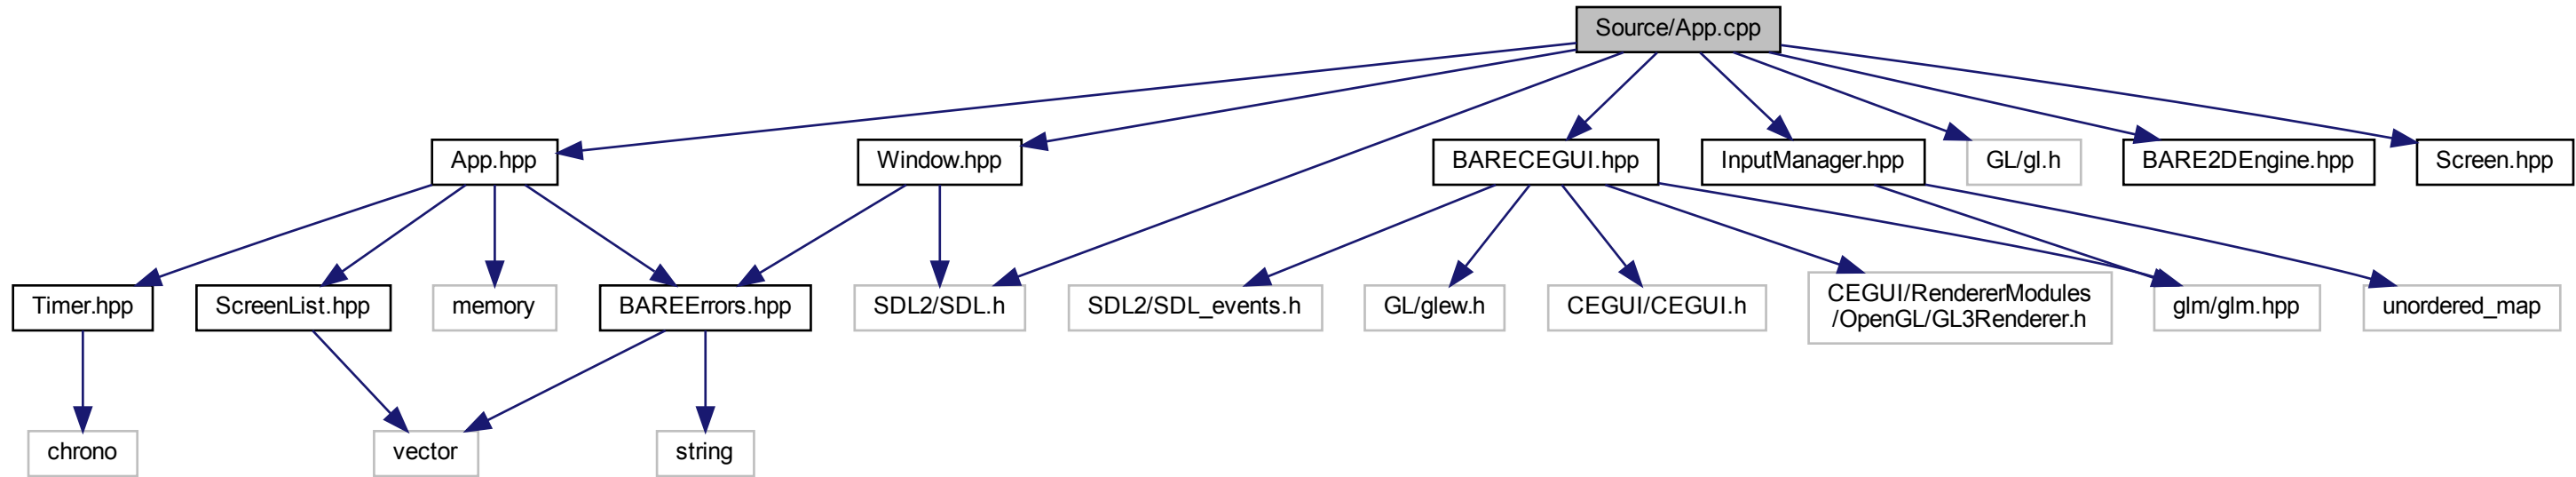 Source/App.cpp
App.hpp
Window.hpp
BARECEGUI.hpp
InputManager.hpp
GL/gl.h
BARE2DEngine.hpp
Screen.hpp
Timer.hpp
ScreenList.hpp
memory
BAREErrors.hpp
SDL2/SDL.h
SDL2/SDL_events.h
GL/glew.h
CEGUI/CEGUI.h
CEGUI/RendererModules
/OpenGL/GL3Renderer.h
glm/glm.hpp
unordered_map
chrono
vector
string